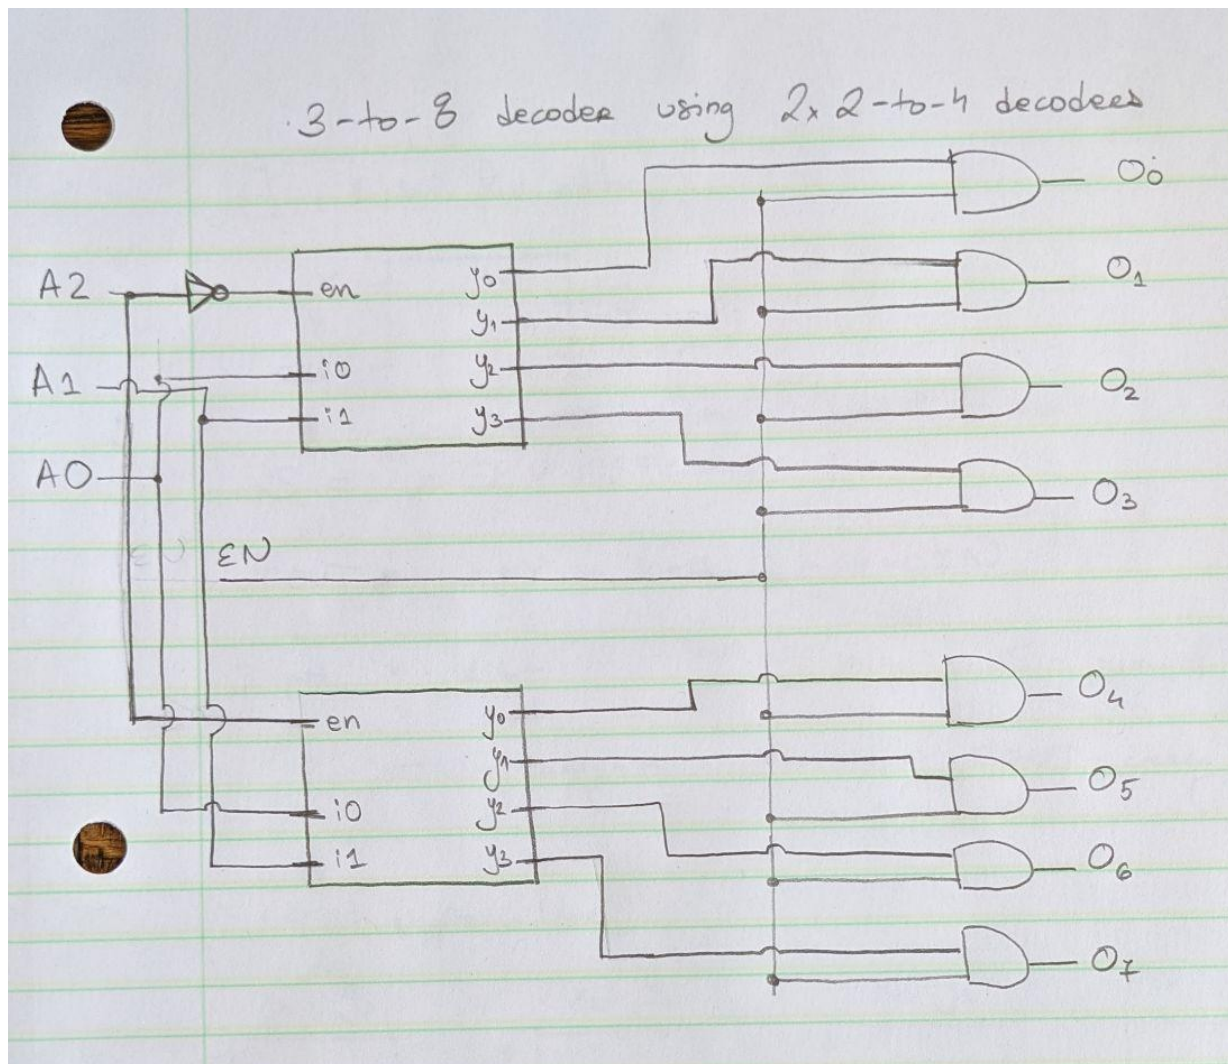 3-to-8 decoder using 2x 2-to-4 decoders
O0
A2
en
y0
O1
y1
i0
y2
A1
O2
i1
y3
A0
O3
EN
EN
O4
en
y0
y1
O5
i0
y2
O6
i1
y3
O7